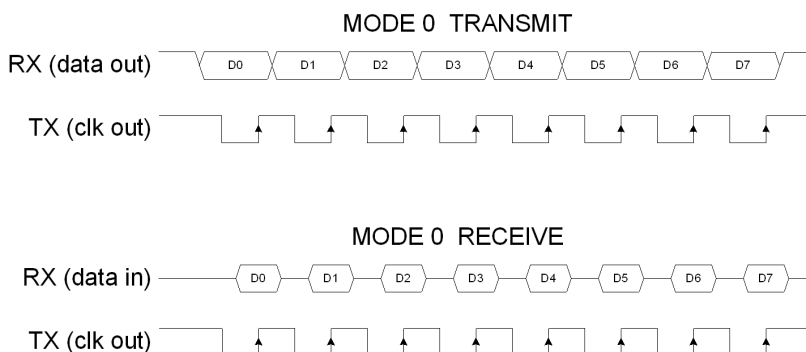 MODE 0 TRANSMIT
RX (data out) D0 D1 D2 D3 D4 D5 D6 D7
TX (clk out)
MODE 0 RECEIVE
RX (data in) D0 D1 D2 D3 D4 D5 D6 D7
TX (clk out)